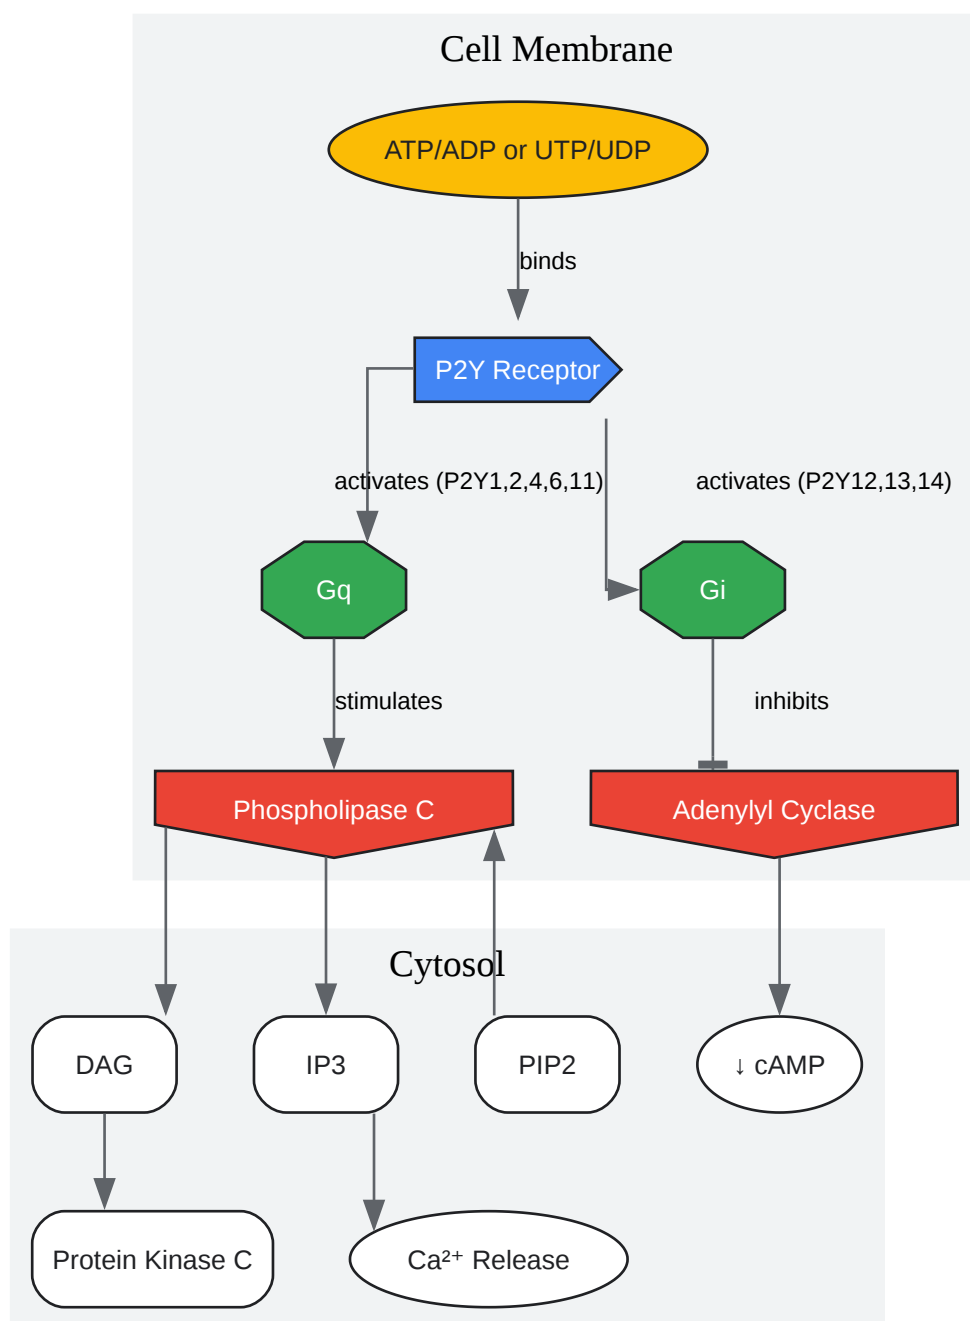 Cell Membrane
ATP/ADP or UTP/UDP
binds
P2Y Receptor
activates (P2Y1,2,4,6,11)
activates (P2Y12,13,14)
Gq
Gi
stimulates
inhibits
Phospholipase C
Adenylyl Cyclase
Cytosol
DAG
IP3
PIP2
↓ cAMP
Protein Kinase C
Ca²⁺ Release